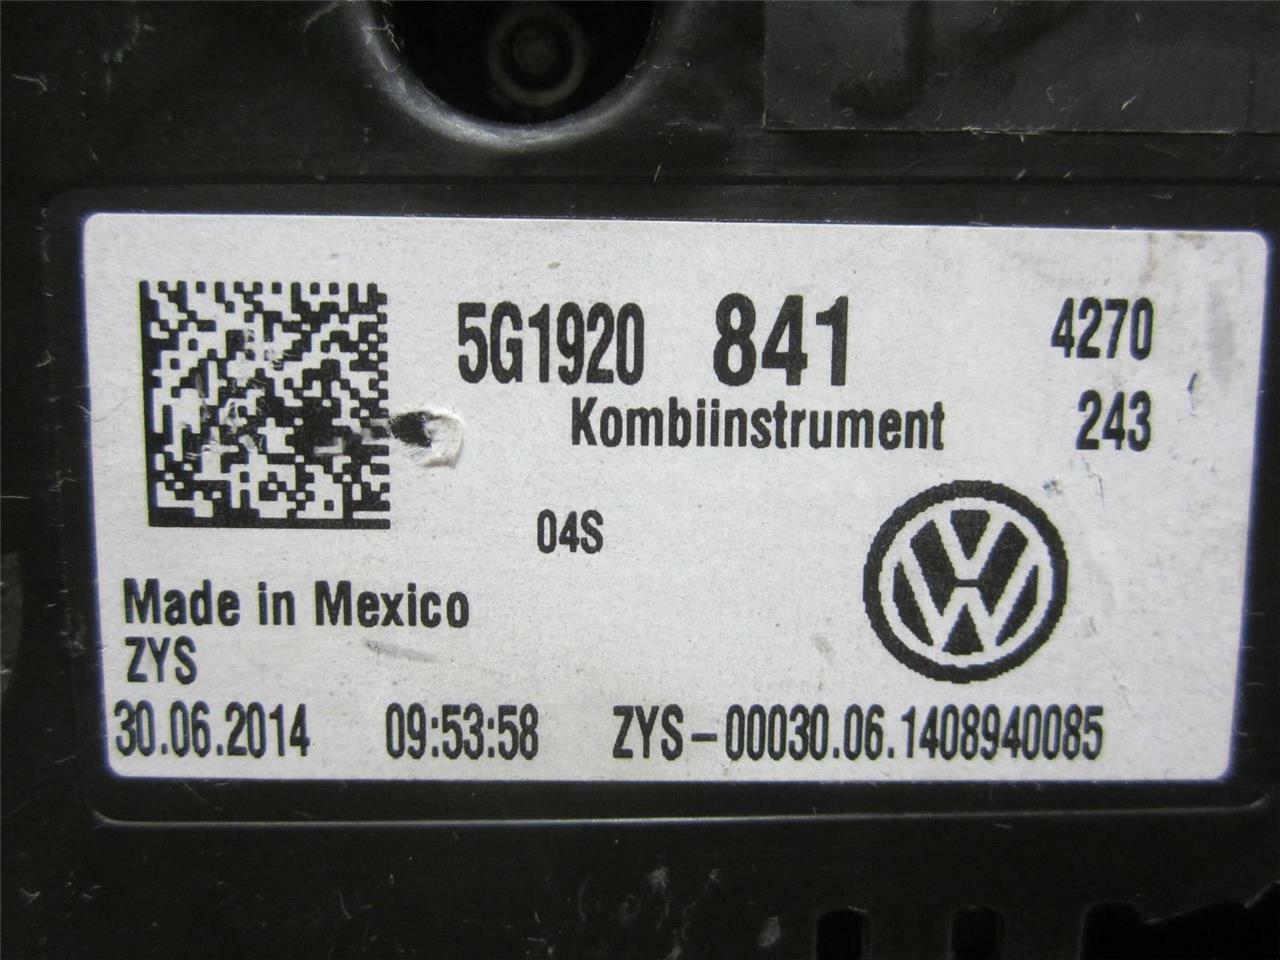 5G1920 841 4270
Kombiinstrument 243
04S
Made in Mexico
ZYS
30.06.2014 09:53:58 ZYS-00030.06.1408940085